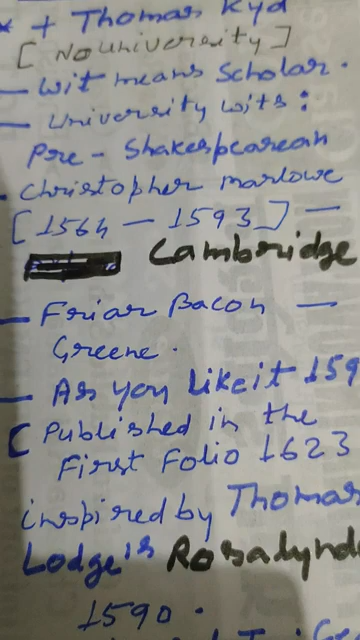 * + Thomas Kyd
[ No University ]
– Wit means Scholar.
– University wits:
Pre - Shakespearean
- Christopher Marlowe
[ 1564 – 1593 ] –
Cambridge
– Friar Bacon –
Greene.
– As you Like it 159
[ Published in the
First Folio 1623
inspired by Thomas
Lodge's Rosalynde
1590.